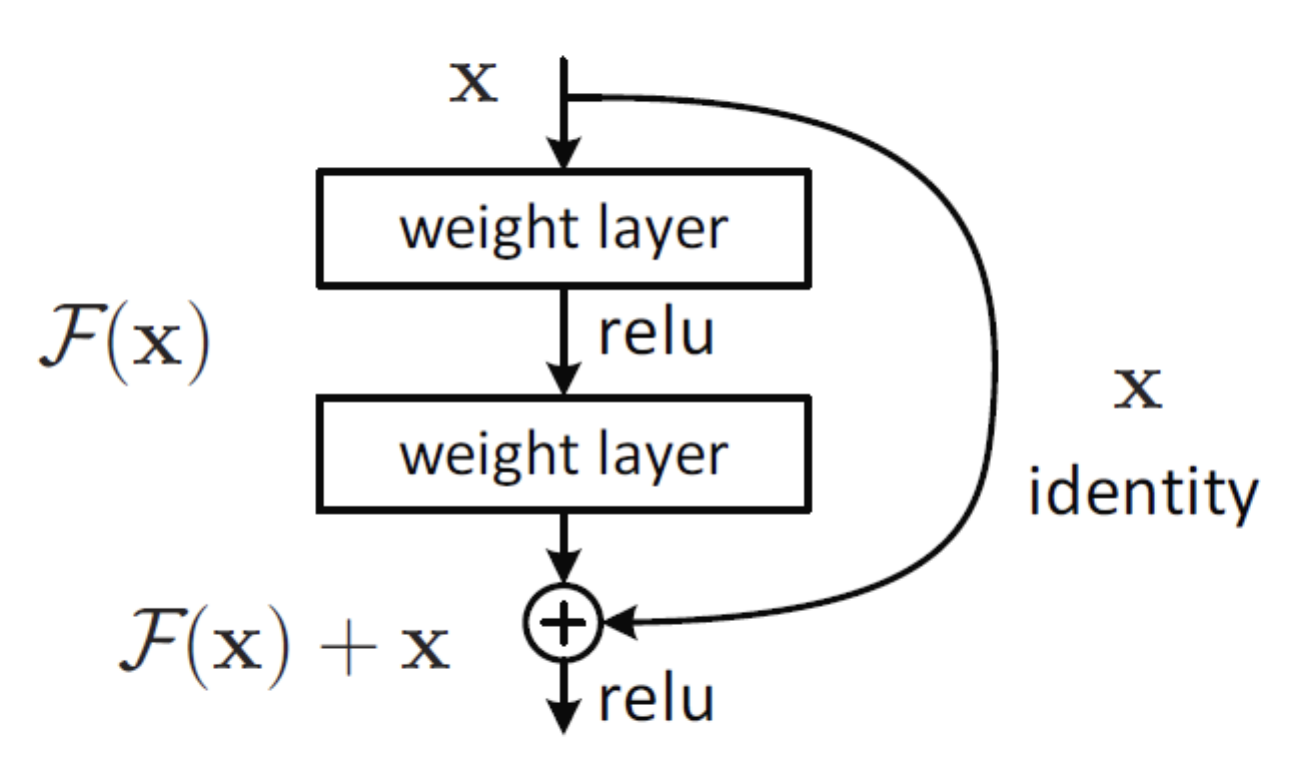 x
weight layer
F(x)
relu
x
weight layer
identity
F(x) + x
relu